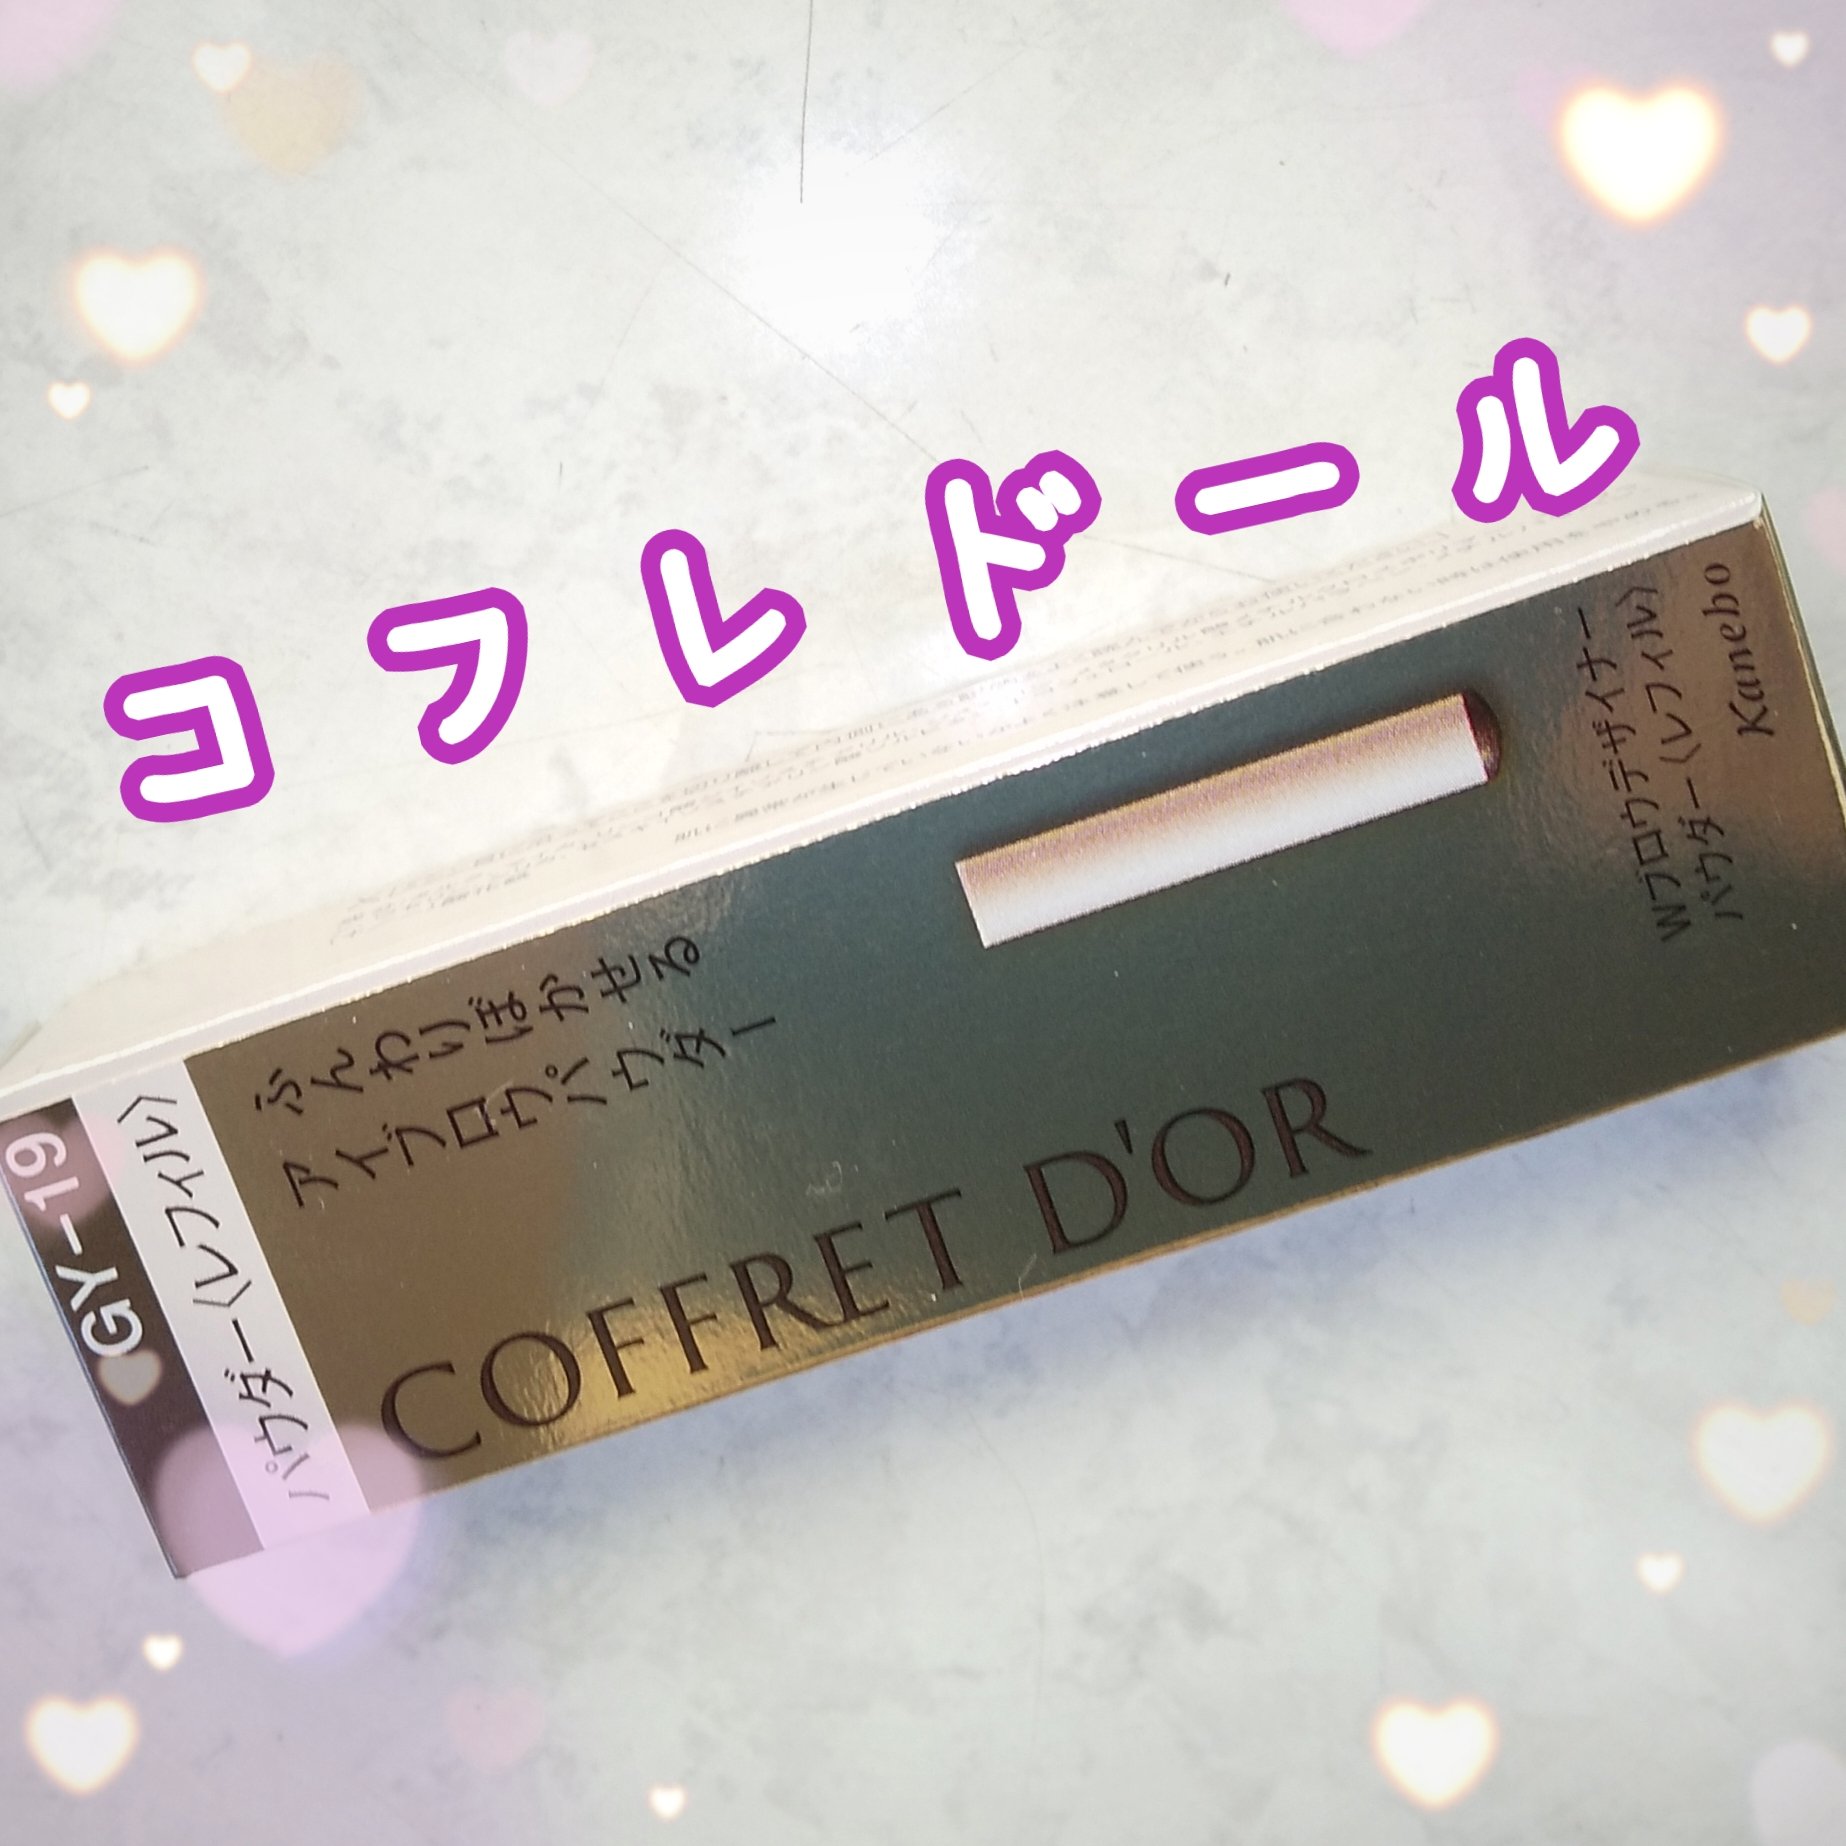 コフレドール
Kanebo
Wブロウデザイナー
パウダー〈レフィル〉
ふんわりぼかせる
アイブロウパウダー
COFFRET D'OR
パウダー〈レフィル〉
GY-19